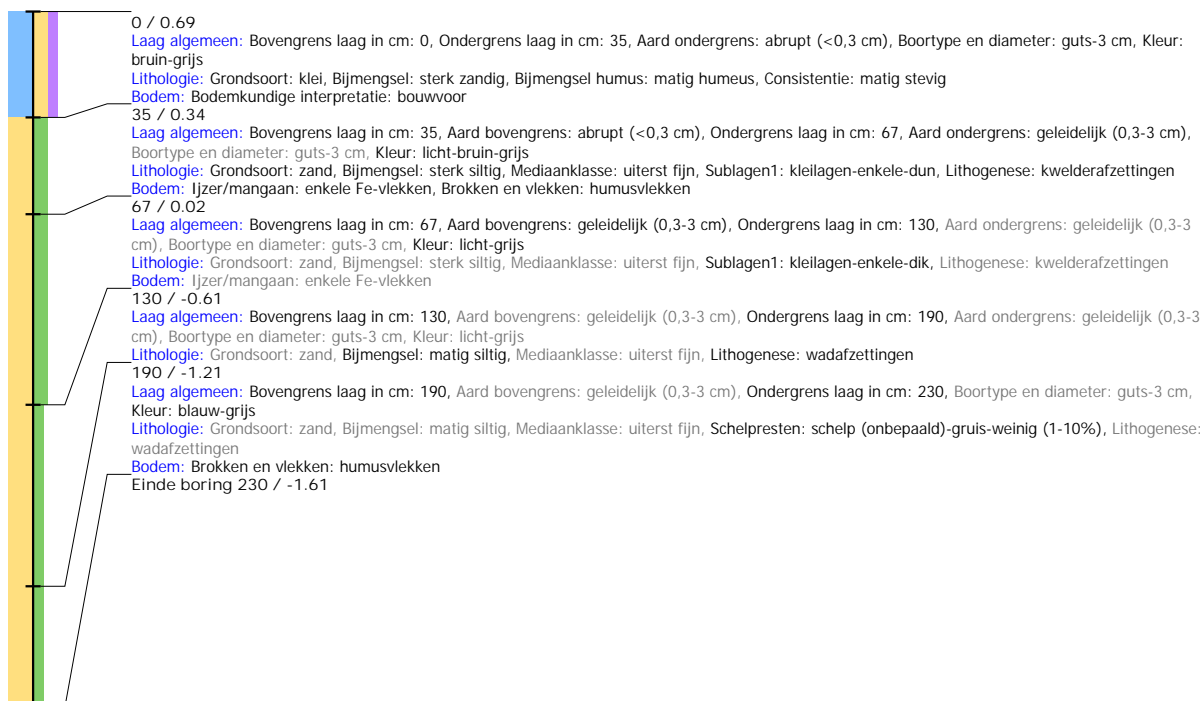 0 / 0.69
Laag algemeen: Bovengrens laag in cm: 0, Ondergrens laag in cm: 35, Aard ondergrens: abrupt (<0,3 cm), Boortype en diameter: guts-3 cm, Kleur:
bruin-grijs
Lithologie: Grondsoort: klei, Bijmengsel: sterk zandig, Bijmengsel humus: matig humeus, Consistentie: matig stevig
Bodem: Bodemkundige interpretatie: bouwvoor
35 / 0.34
Laag algemeen: Bovengrens laag in cm: 35, Aard bovengrens: abrupt (<0,3 cm), Ondergrens laag in cm: 67, Aard ondergrens: geleidelijk (0,3-3 cm),
Boortype en diameter: guts-3 cm, Kleur: licht-bruin-grijs
Lithologie: Grondsoort: zand, Bijmengsel: sterk siltig, Mediaanklasse: uiterst fijn, Sublagen1: kleilagen-enkele-dun, Lithogenese: kwelderafzettingen
Bodem: Ijzer/mangaan: enkele Fe-vlekken, Brokken en vlekken: humusvlekken
67 / 0.02
Laag algemeen: Bovengrens laag in cm: 67, Aard bovengrens: geleidelijk (0,3-3 cm), Ondergrens laag in cm: 130, Aard ondergrens: geleidelijk (0,3-3
cm), Boortype en diameter: guts-3 cm, Kleur: licht-grijs
Lithologie: Grondsoort: zand, Bijmengsel: sterk siltig, Mediaanklasse: uiterst fijn, Sublagen1: kleilagen-enkele-dik, Lithogenese: kwelderafzettingen
Bodem: Ijzer/mangaan: enkele Fe-vlekken
130 / -0.61
Laag algemeen: Bovengrens laag in cm: 130, Aard bovengrens: geleidelijk (0,3-3 cm), Ondergrens laag in cm: 190, Aard ondergrens: geleidelijk (0,3-3
cm), Boortype en diameter: guts-3 cm, Kleur: licht-grijs
Lithologie: Grondsoort: zand, Bijmengsel: matig siltig, Mediaanklasse: uiterst fijn, Lithogenese: wadafzettingen
190 / -1.21
Laag algemeen: Bovengrens laag in cm: 190, Aard bovengrens: geleidelijk (0,3-3 cm), Ondergrens laag in cm: 230, Boortype en diameter: guts-3 cm,
Kleur: blauw-grijs
Lithologie: Grondsoort: zand, Bijmengsel: matig siltig, Mediaanklasse: uiterst fijn, Schelpresten: schelp (onbepaald)-gruis-weinig (1-10%), Lithogenese:
wadafzettingen
Bodem: Brokken en vlekken: humusvlekken
Einde boring 230 / -1.61